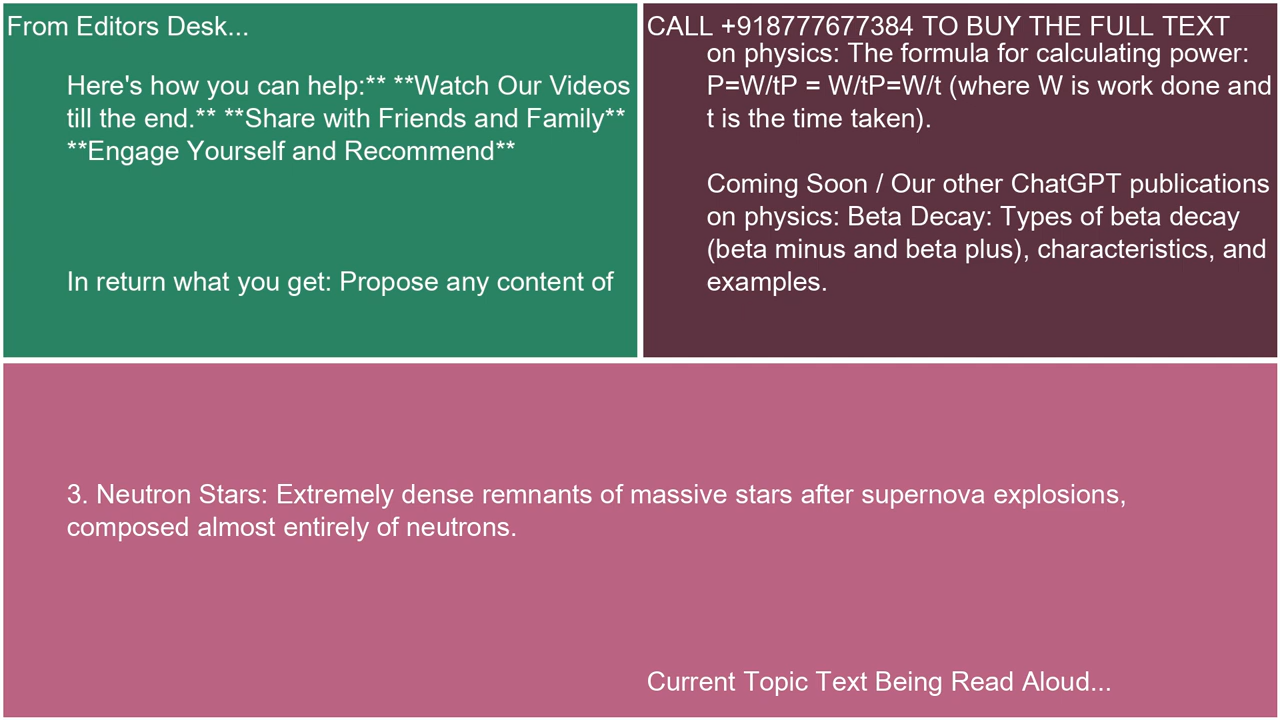 From Editors Desk...
Here's how you can help:** **Watch Our Videos
till the end.** **Share with Friends and Family**
**Engage Yourself and Recommend**
In return what you get: Propose any content of
CALL +918777677384 TO BUY THE FULL TEXT
on physics: The formula for calculating power:
P=W/tP = W/tP=W/t (where W is work done and
t is the time taken).
Coming Soon / Our other ChatGPT publications
on physics: Beta Decay: Types of beta decay
(beta minus and beta plus), characteristics, and
examples.
3. Neutron Stars: Extremely dense remnants of massive stars after supernova explosions,
composed almost entirely of neutrons.
Current Topic Text Being Read Aloud...